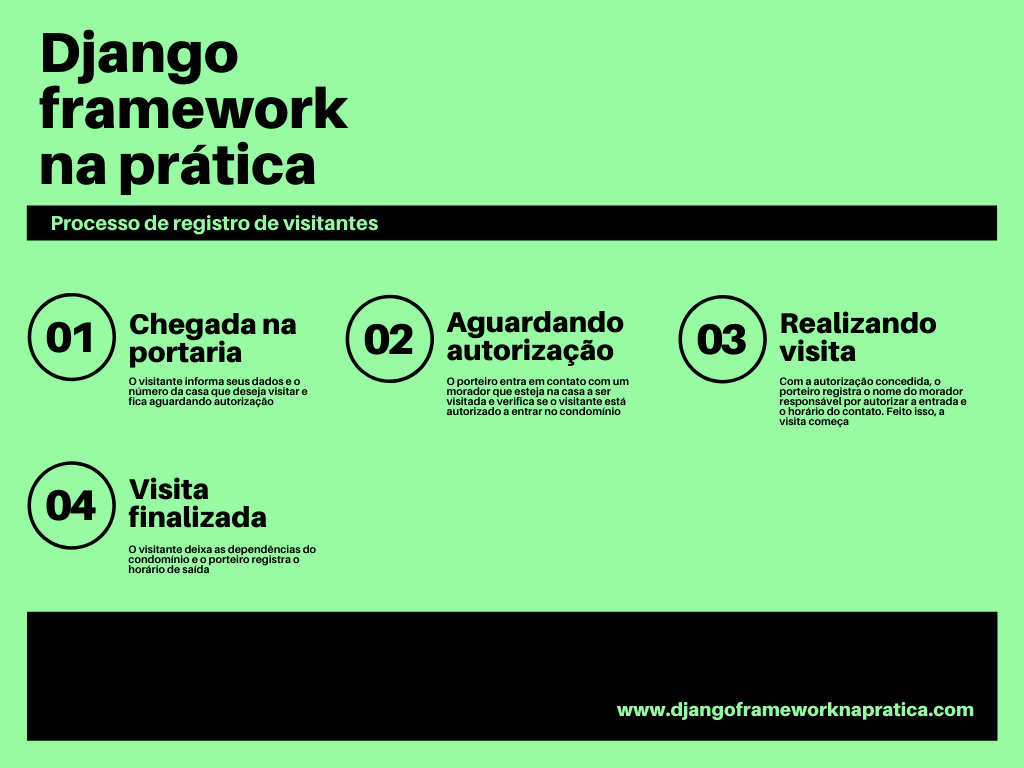 Django
framework
na prática
Processo de registro de visitantes
01
Chegada na
portaria
O visitante informa seus dados e o
número da casa que deseja visitar e
fica aguardando autorização
02
Aguardando
autorização
O porteiro entra em contato com um
morador que esteja na casa a ser
visitada e verifica se o visitante está
autorizado a entrar no condomínio
03
Realizando
visita
Com a autorização concedida, o
porteiro registra o nome do morador
responsável por autorizar a entrada e
o horário do contato. Feito isso, a
visita começa
04
Visita
finalizada
O visitante deixa as dependências do
condomínio e o porteiro registra o
horário de saída
www.djangoframeworknapratica.com